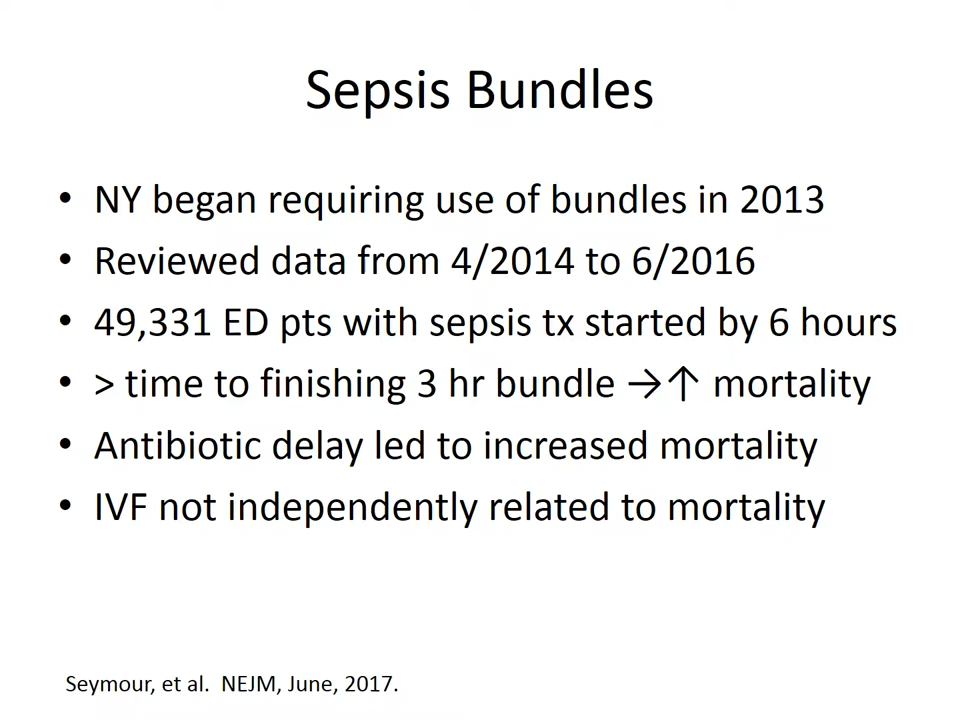 Sepsis Bundles
• NY began requiring use of bundles in 2013
• Reviewed data from 4/2014 to 6/2016
• 49,331 ED pts with sepsis tx started by 6 hours
• > time to finishing 3 hr bundle →↑ mortality
• Antibiotic delay led to increased mortality
• IVF not independently related to mortality
Seymour, et al.  NEJM, June, 2017.